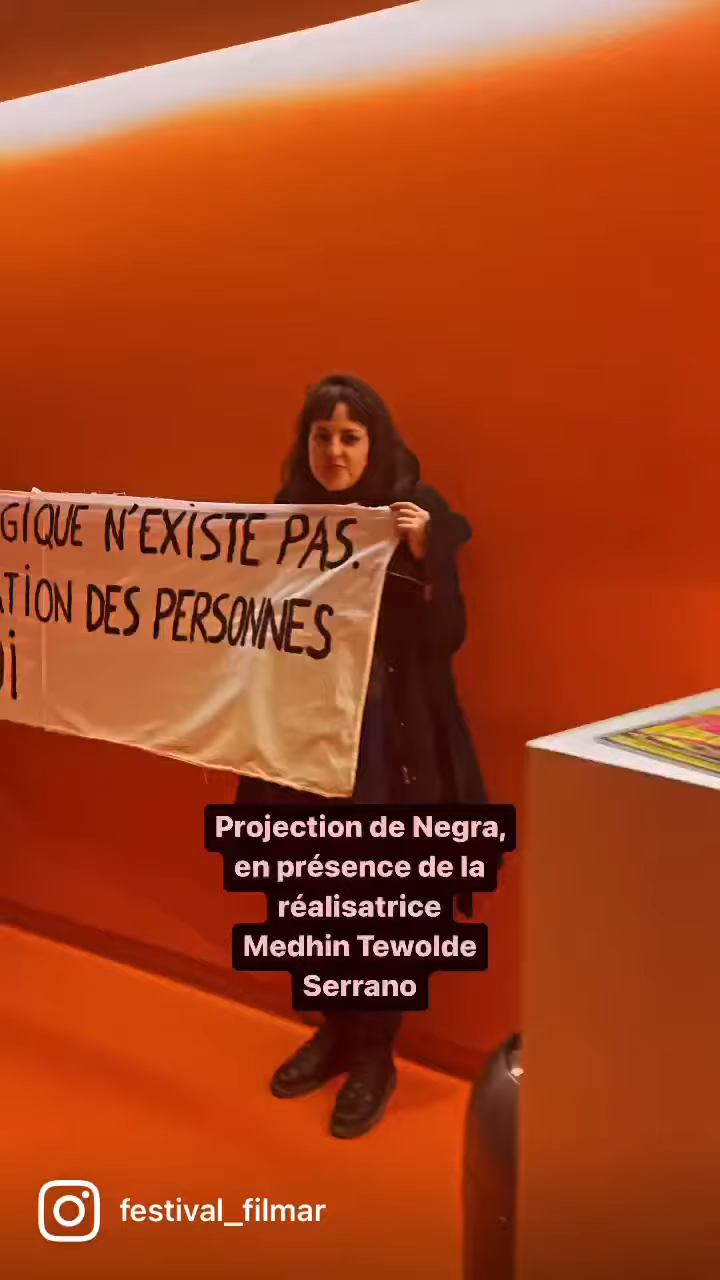 GIQUE N'EXISTE PAS.
ATION DES PERSONNES
Projection de Negra,
en présence de la
réalisatrice
Medhin Tewolde
Serrano
festival_filmar